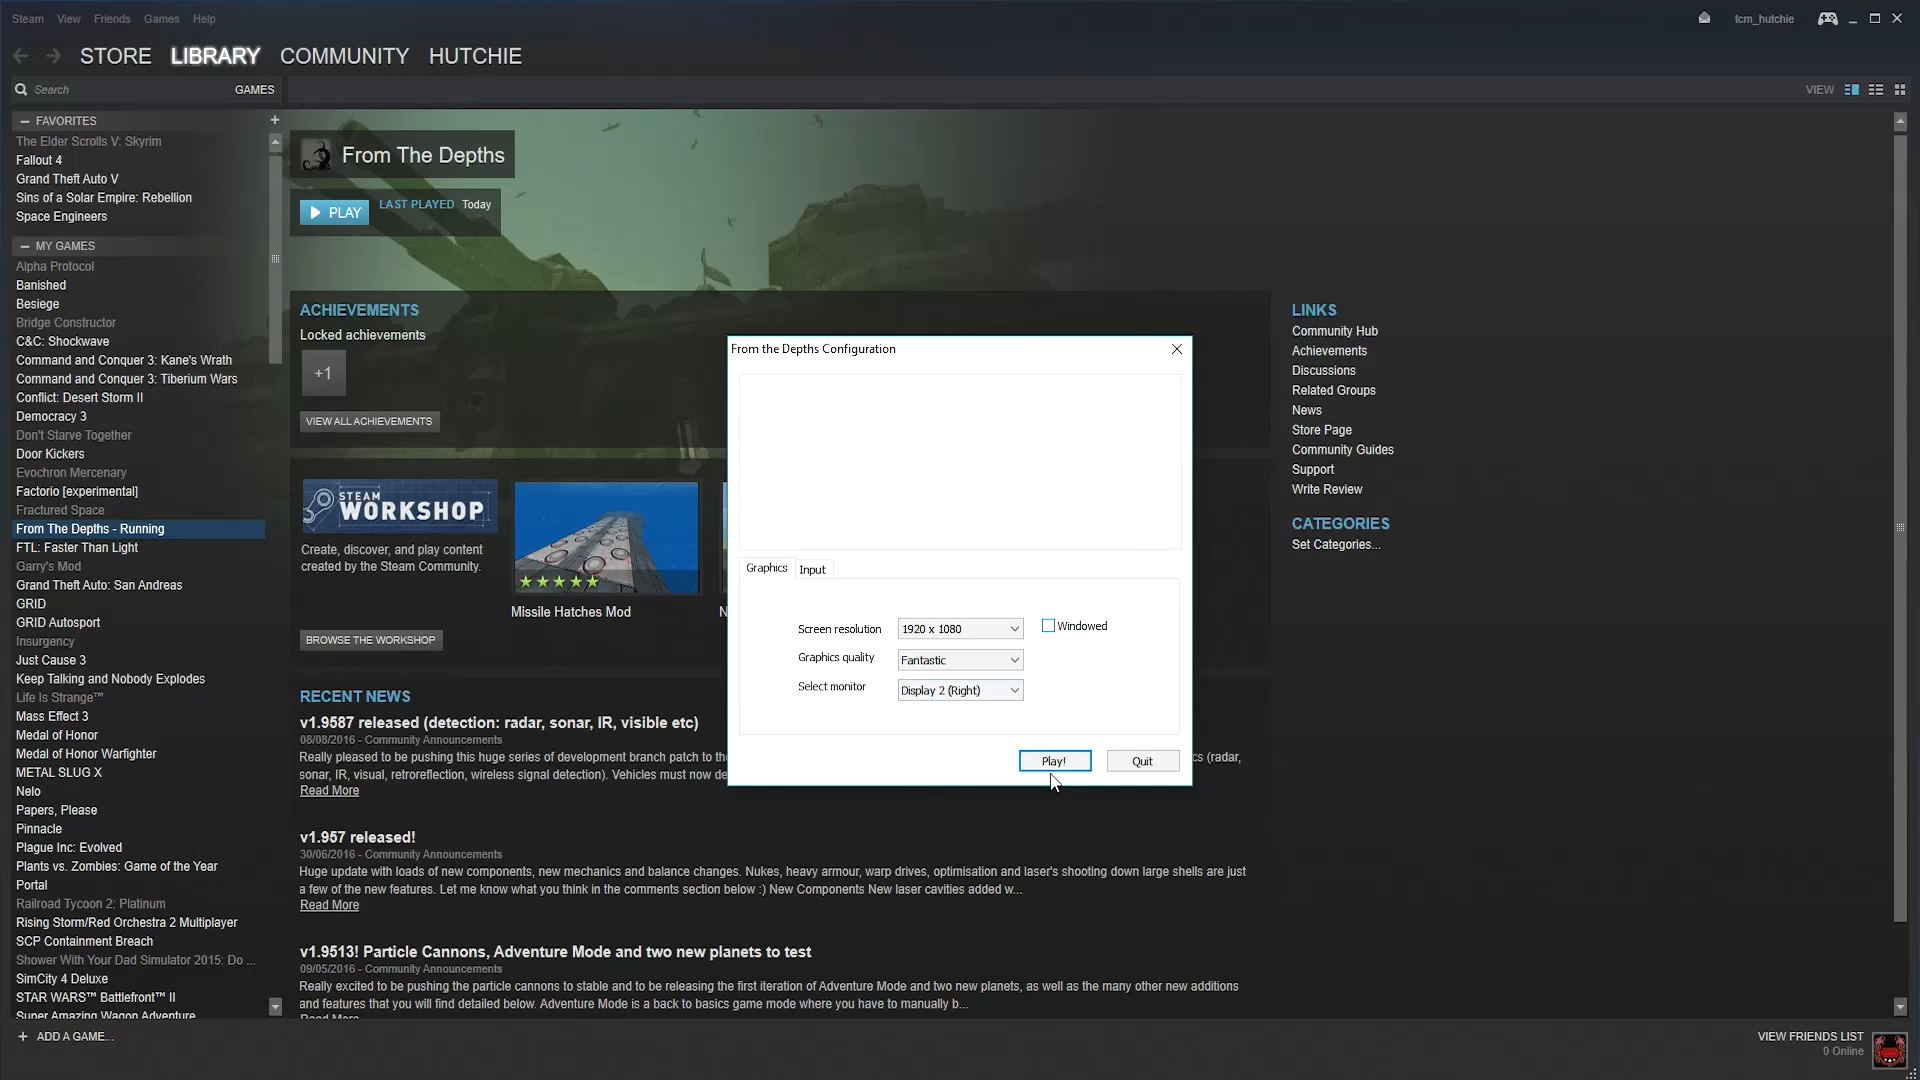 Steam View Friends Games Help
tcm_hutchie
STORE LIBRARY COMMUNITY HUTCHIE
Search GAMES
VIEW
FAVORITES
The Elder Scrolls V: Skyrim
Fallout 4
Grand Theft Auto V
Sins of a Solar Empire: Rebellion
Space Engineers
MY GAMES
Alpha Protocol
Banished
Besiege
Bridge Constructor
C&C: Shockwave
Command and Conquer 3: Kane's Wrath
Command and Conquer 3: Tiberium Wars
Conflict: Desert Storm II
Democracy 3
Don't Starve Together
Door Kickers
Evochron Mercenary
Factorio [experimental]
Fractured Space
From The Depths - Running
FTL: Faster Than Light
Garry's Mod
Grand Theft Auto: San Andreas
GRID
GRID Autosport
Insurgency
Just Cause 3
Keep Talking and Nobody Explodes
Life Is Strange™
Mass Effect 3
Medal of Honor
Medal of Honor Warfighter
METAL SLUG X
Nelo
Papers, Please
Pinnacle
Plague Inc: Evolved
Plants vs. Zombies: Game of the Year
Portal
Railroad Tycoon 2: Platinum
Rising Storm/Red Orchestra 2 Multiplayer
SCP Containment Breach
Shower With Your Dad Simulator 2015: Do ...
SimCity 4 Deluxe
STAR WARS™ Battlefront™ II
Super Amazing Wagon Adventure
+ ADD A GAME...
From The Depths
PLAY
LAST PLAYED Today
ACHIEVEMENTS
Locked achievements
+1
VIEW ALL ACHIEVEMENTS
STEAM WORKSHOP
Create, discover, and play content
created by the Steam Community.
BROWSE THE WORKSHOP
Missile Hatches Mod
N
RECENT NEWS
v1.9587 released (detection: radar, sonar, IR, visible etc)
08/08/2016 - Community Announcements
Really pleased to be pushing this huge series of development branch patch to the cs (radar,
sonar, IR, visual, retroreflection, wireless signal detection). Vehicles must now de
Read More
v1.957 released!
30/06/2016 - Community Announcements
Huge update with loads of new components, new mechanics and balance changes. Nukes, heavy armour, warp drives, optimisation and laser's shooting down large shells are just
a few of the new features. Let me know what you think in the comments section below :) New Components New laser cavities added w...
Read More
v1.9513! Particle Cannons, Adventure Mode and two new planets to test
09/05/2016 - Community Announcements
Really excited to be pushing the particle cannons to stable and to be releasing the first iteration of Adventure Mode and two new planets, as well as the many other new additions
and features that you will find detailed below. Adventure Mode is a back to basics game mode where you have to manually b...
Read More
From the Depths Configuration
Graphics Input
Screen resolution 1920 x 1080 Windowed
Graphics quality Fantastic
Select monitor Display 2 (Right)
Play! Quit
LINKS
Community Hub
Achievements
Discussions
Related Groups
News
Store Page
Community Guides
Support
Write Review
CATEGORIES
Set Categories...
VIEW FRIENDS LIST
0 Online